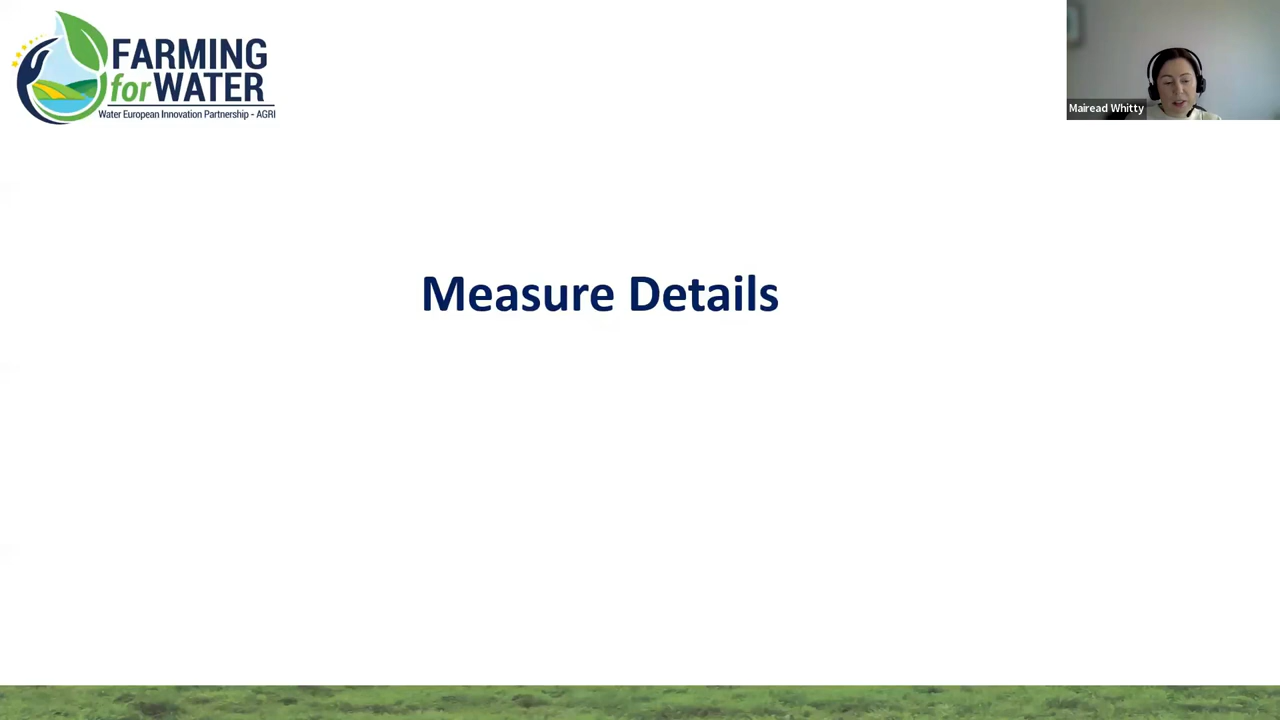 FARMING
for WATER
Water European Innovation Partnership - AGRI
Mairead Whitty
Measure Details